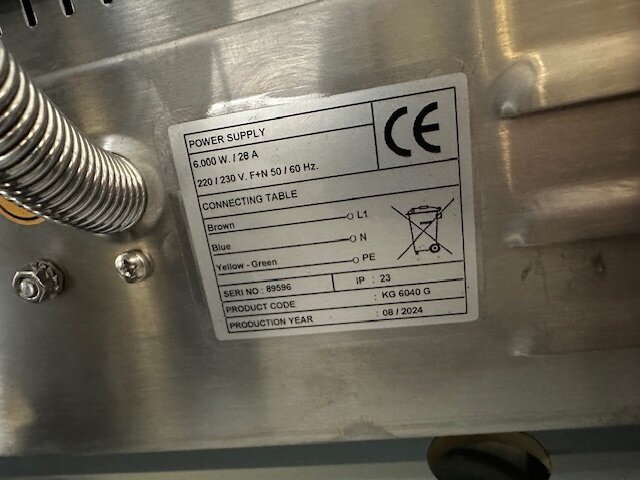 POWER SUPPLY
6.000 W. / 28 A
220 / 230 V. F+N 50 / 60 Hz.
CE
CONNECTING TABLE
Brown L1
Blue N
Yellow - Green PE
SERI NO : 89596 IP : 23
PRODUCT CODE : KG 6040 G
PRODUCTION YEAR : 08 / 2024